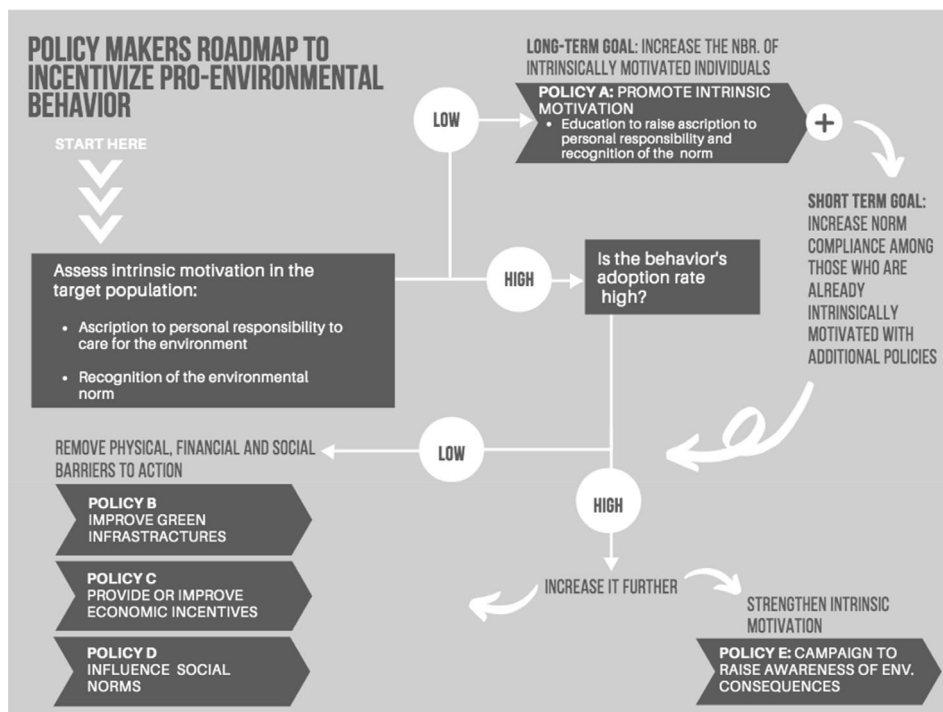 POLICY MAKERS ROADMAP TO
INCENTIVIZE PRO-ENVIRONMENTAL
BEHAVIOR
START HERE
Assess intrinsic motivation in the
target population:
• Ascription to personal responsibility to
care for the environment
• Recognition of the environmental
norm
LOW
LONG-TERM GOAL: INCREASE THE NBR. OF
INTRINSICALLY MOTIVATED INDIVIDUALS
POLICY A: PROMOTE INTRINSIC
MOTIVATION
• Education to raise ascription to
personal responsibility and
recognition of the norm
+
SHORT TERM GOAL:
INCREASE NORM
COMPLIANCE AMONG
THOSE WHO ARE
ALREADY
INTRINSICALLY
MOTIVATED WITH
ADDITIONAL POLICIES
HIGH
Is the behavior's
adoption rate
high?
LOW
REMOVE PHYSICAL, FINANCIAL AND SOCIAL
BARRIERS TO ACTION
POLICY B
IMPROVE GREEN
INFRASTRACTURES
POLICY C
PROVIDE OR IMPROVE
ECONOMIC INCENTIVES
POLICY D
INFLUENCE SOCIAL
NORMS
HIGH
INCREASE IT FURTHER
STRENGTHEN INTRINSIC
MOTIVATION
POLICY E: CAMPAIGN TO
RAISE AWARENESS OF ENV.
CONSEQUENCES